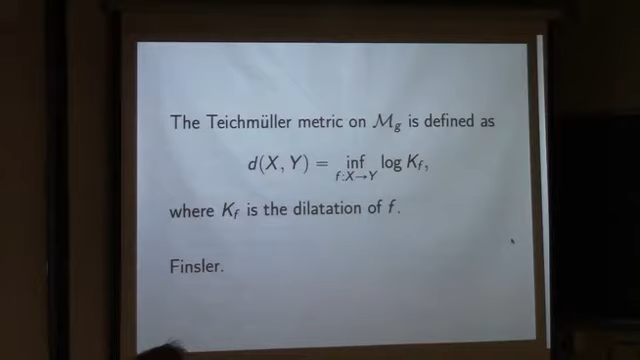 The Teichmüller metric on ℳg is defined as
d(X, Y) = inf log Kf,
f:X→Y
where Kf is the dilatation of f.
Finsler.